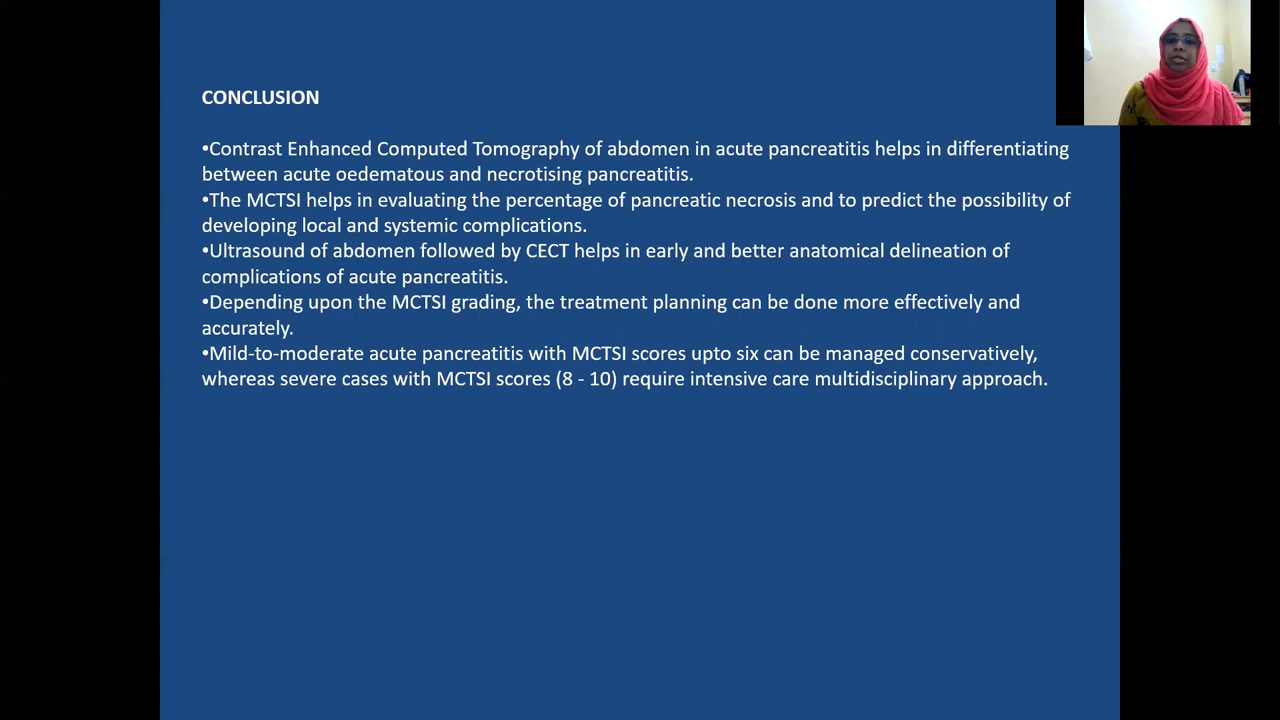 CONCLUSION
•Contrast Enhanced Computed Tomography of abdomen in acute pancreatitis helps in differentiating
between acute oedematous and necrotising pancreatitis.
•The MCTSI helps in evaluating the percentage of pancreatic necrosis and to predict the possibility of
developing local and systemic complications.
•Ultrasound of abdomen followed by CECT helps in early and better anatomical delineation of
complications of acute pancreatitis.
•Depending upon the MCTSI grading, the treatment planning can be done more effectively and
accurately.
•Mild-to-moderate acute pancreatitis with MCTSI scores upto six can be managed conservatively,
whereas severe cases with MCTSI scores (8 - 10) require intensive care multidisciplinary approach.